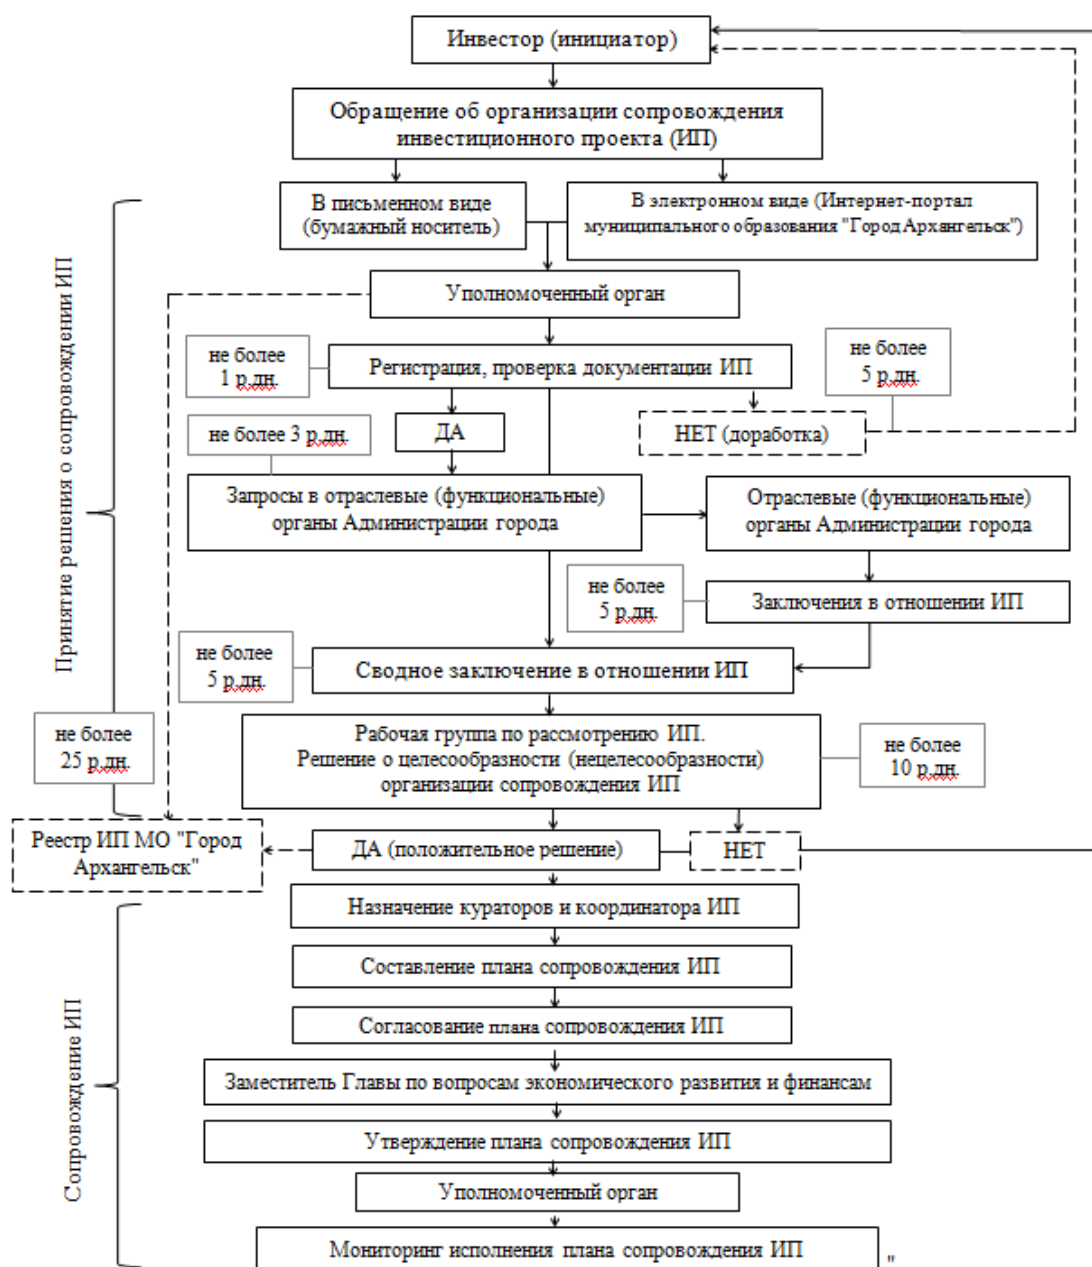 Инвестор (инициатор)
Обращение об организации сопровождения
инвестиционного проекта (ИП)
В письменном виде
(бумажный носитель)
В электронном виде (Интернет-портал
муниципального образования "Город Архангельск")
Уполномоченный орган
не более
1 р.дн.
Регистрация, проверка документации ИП
не более
5 р.дн.
не более 3 р.дн.
ДА
НЕТ (доработка)
Запросы в отраслевые (функциональные)
органы Администрации города
Отраслевые (функциональные)
органы Администрации города
не более
5 р.дн.
Заключения в отношении ИП
Принятие решения о сопровождении ИП
не более
5 р.дн.
Сводное заключение в отношении ИП
не более
25 р.дн.
Рабочая группа по рассмотрению ИП.
Решение о целесообразности (нецелесообразности)
организации сопровождения ИП
не более
10 р.дн.
Реестр ИП МО "Город
Архангельск"
ДА (положительное решение)
НЕТ
Назначение кураторов и координатора ИП
Составление плана сопровождения ИП
Согласование плана сопровождения ИП
Сопровождение ИП
Заместитель Главы по вопросам экономического развития и финансам
Утверждение плана сопровождения ИП
Уполномоченный орган
Мониторинг исполнения плана сопровождения ИП "